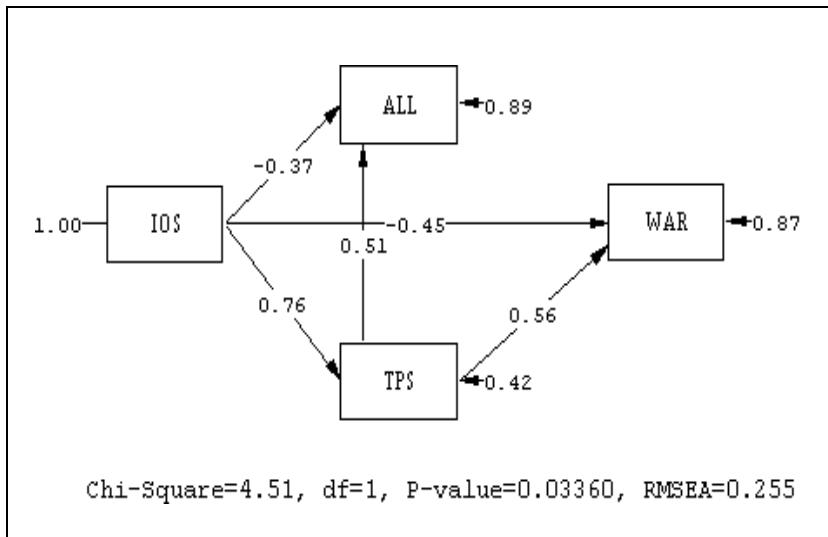 ALL
0.89
-0.37
1.00
IOS
-0.45
WAR
0.87
0.51
0.76
0.56
TPS
0.42
Chi-Square=4.51, df=1, P-value=0.03360, RMSEA=0.255